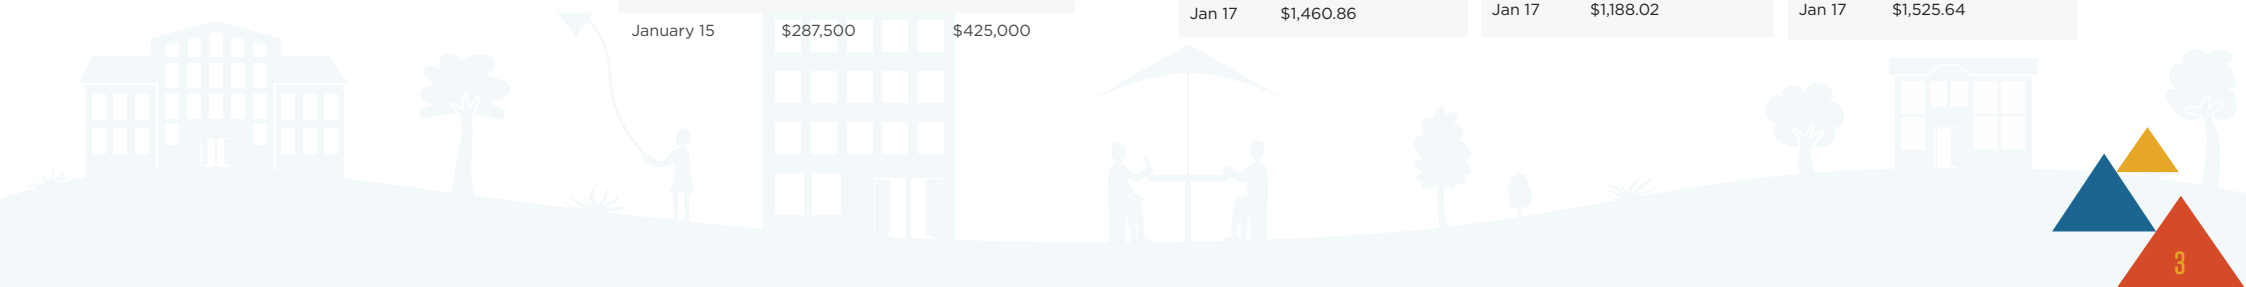 January 15 $287,500 $425,000
Jan 17 $1,460.86
Jan 17 $1,188.02
Jan 17 $1,525.64
3